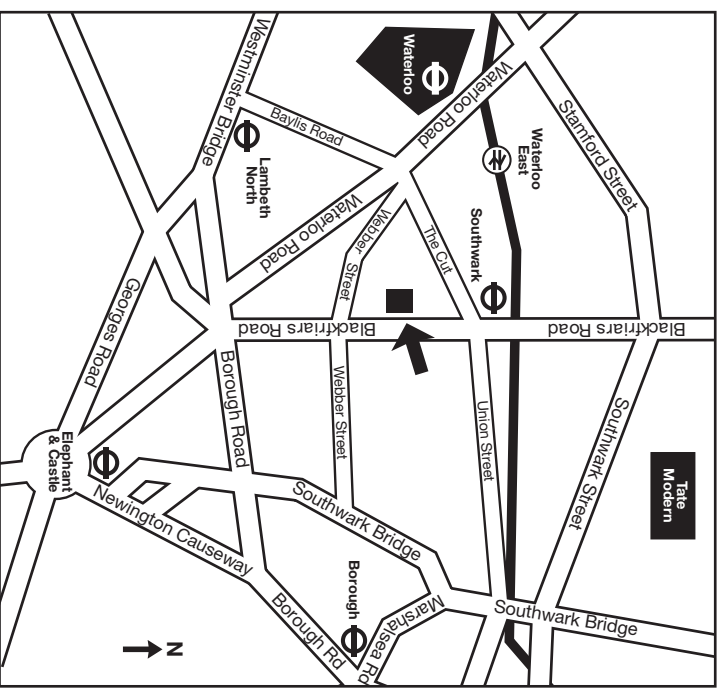 Westminster Bridge
Waterloo
Baylis Road
Waterloo Road
Stamford Street
Waterloo
East
Lambeth
North
Southwark
The Cut
Waterloo Road
Webber
Street
Georges Road
Blackfriars Road
Blackfriars Road
Blackfriars Road
Borough Road
Webber Street
Union Street
Southwark Street
Tate
Modern
Elephant
& Castle
Newington Causeway
Southwark Bridge
Borough
Borough Rd
Marshalsea Rd
Southwark Bridge
N